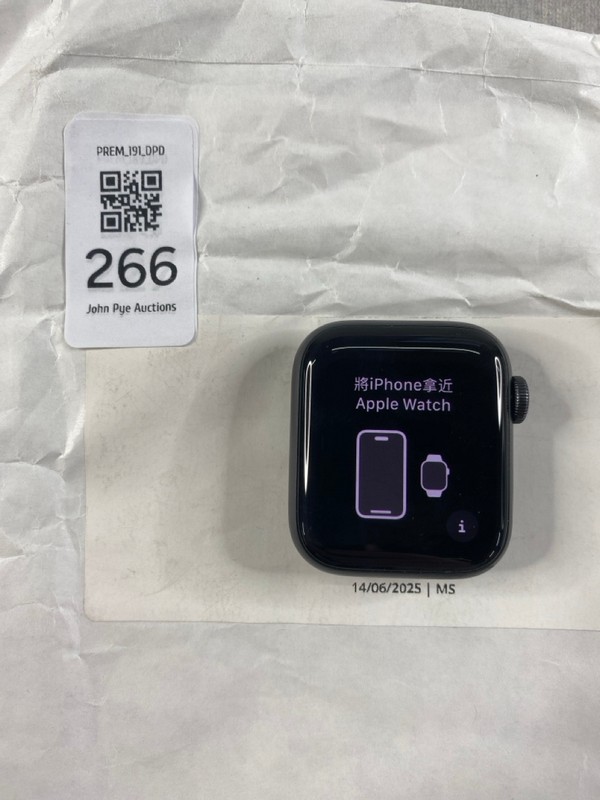 PREM_191_DPD
266
John Pye Auctions
將iPhone拿近
Apple Watch
i
14/06/2025 | MS